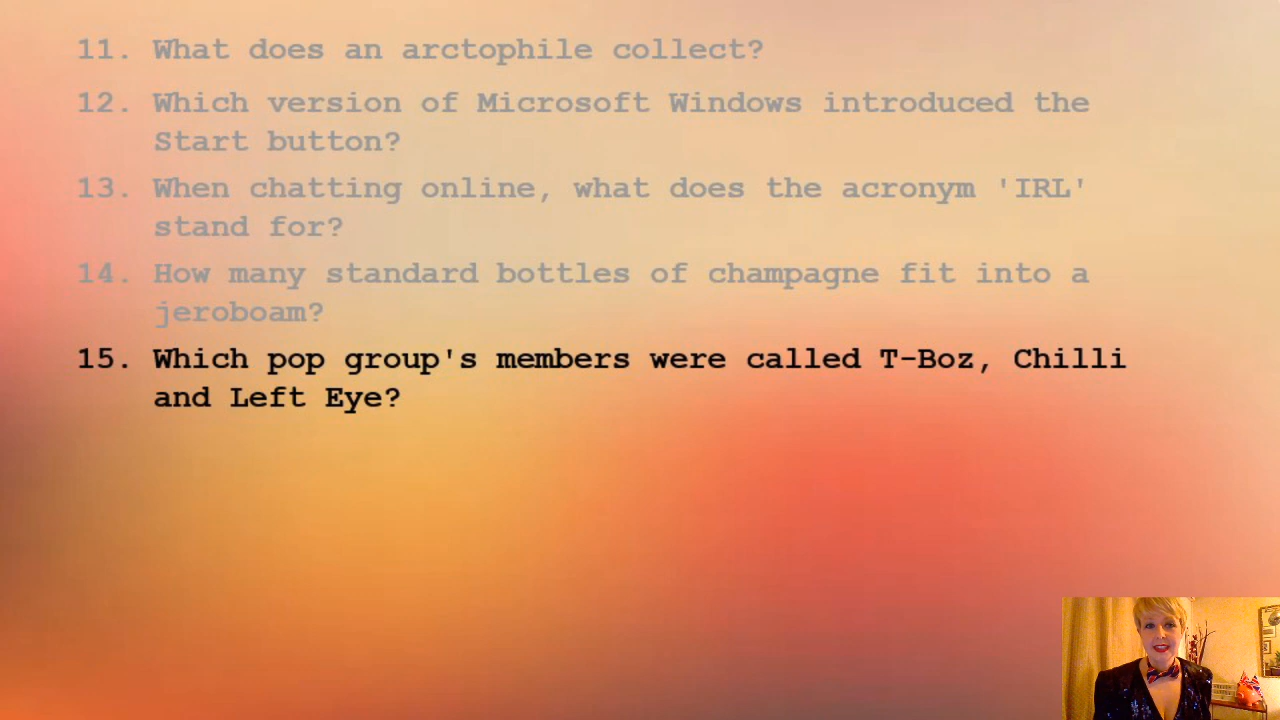 11. What does an arctophile collect?
12. Which version of Microsoft Windows introduced the
Start button?
13. When chatting online, what does the acronym 'IRL'
stand for?
14. How many standard bottles of champagne fit into a
jeroboam?
15. Which pop group's members were called T-Boz, Chilli
and Left Eye?